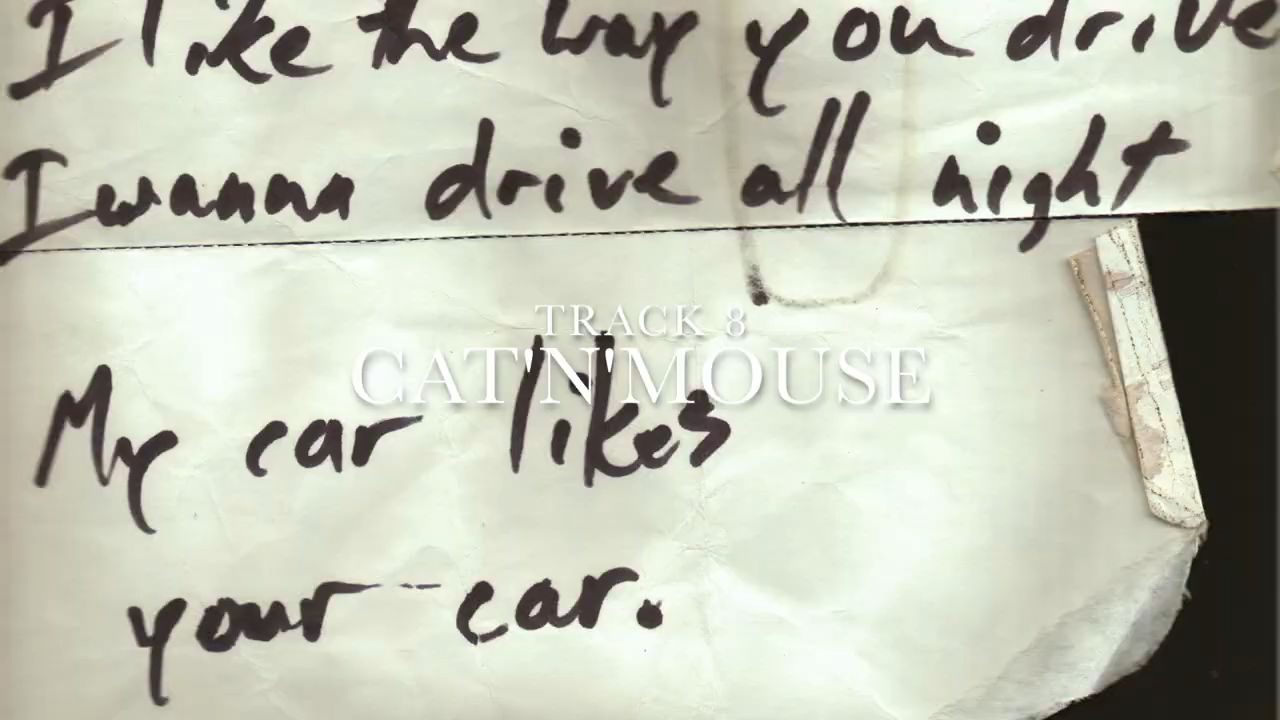 I like the way you drive
I wanna drive all night
TRACK 8
CAT'N'MOUSE
My car likes
your car.